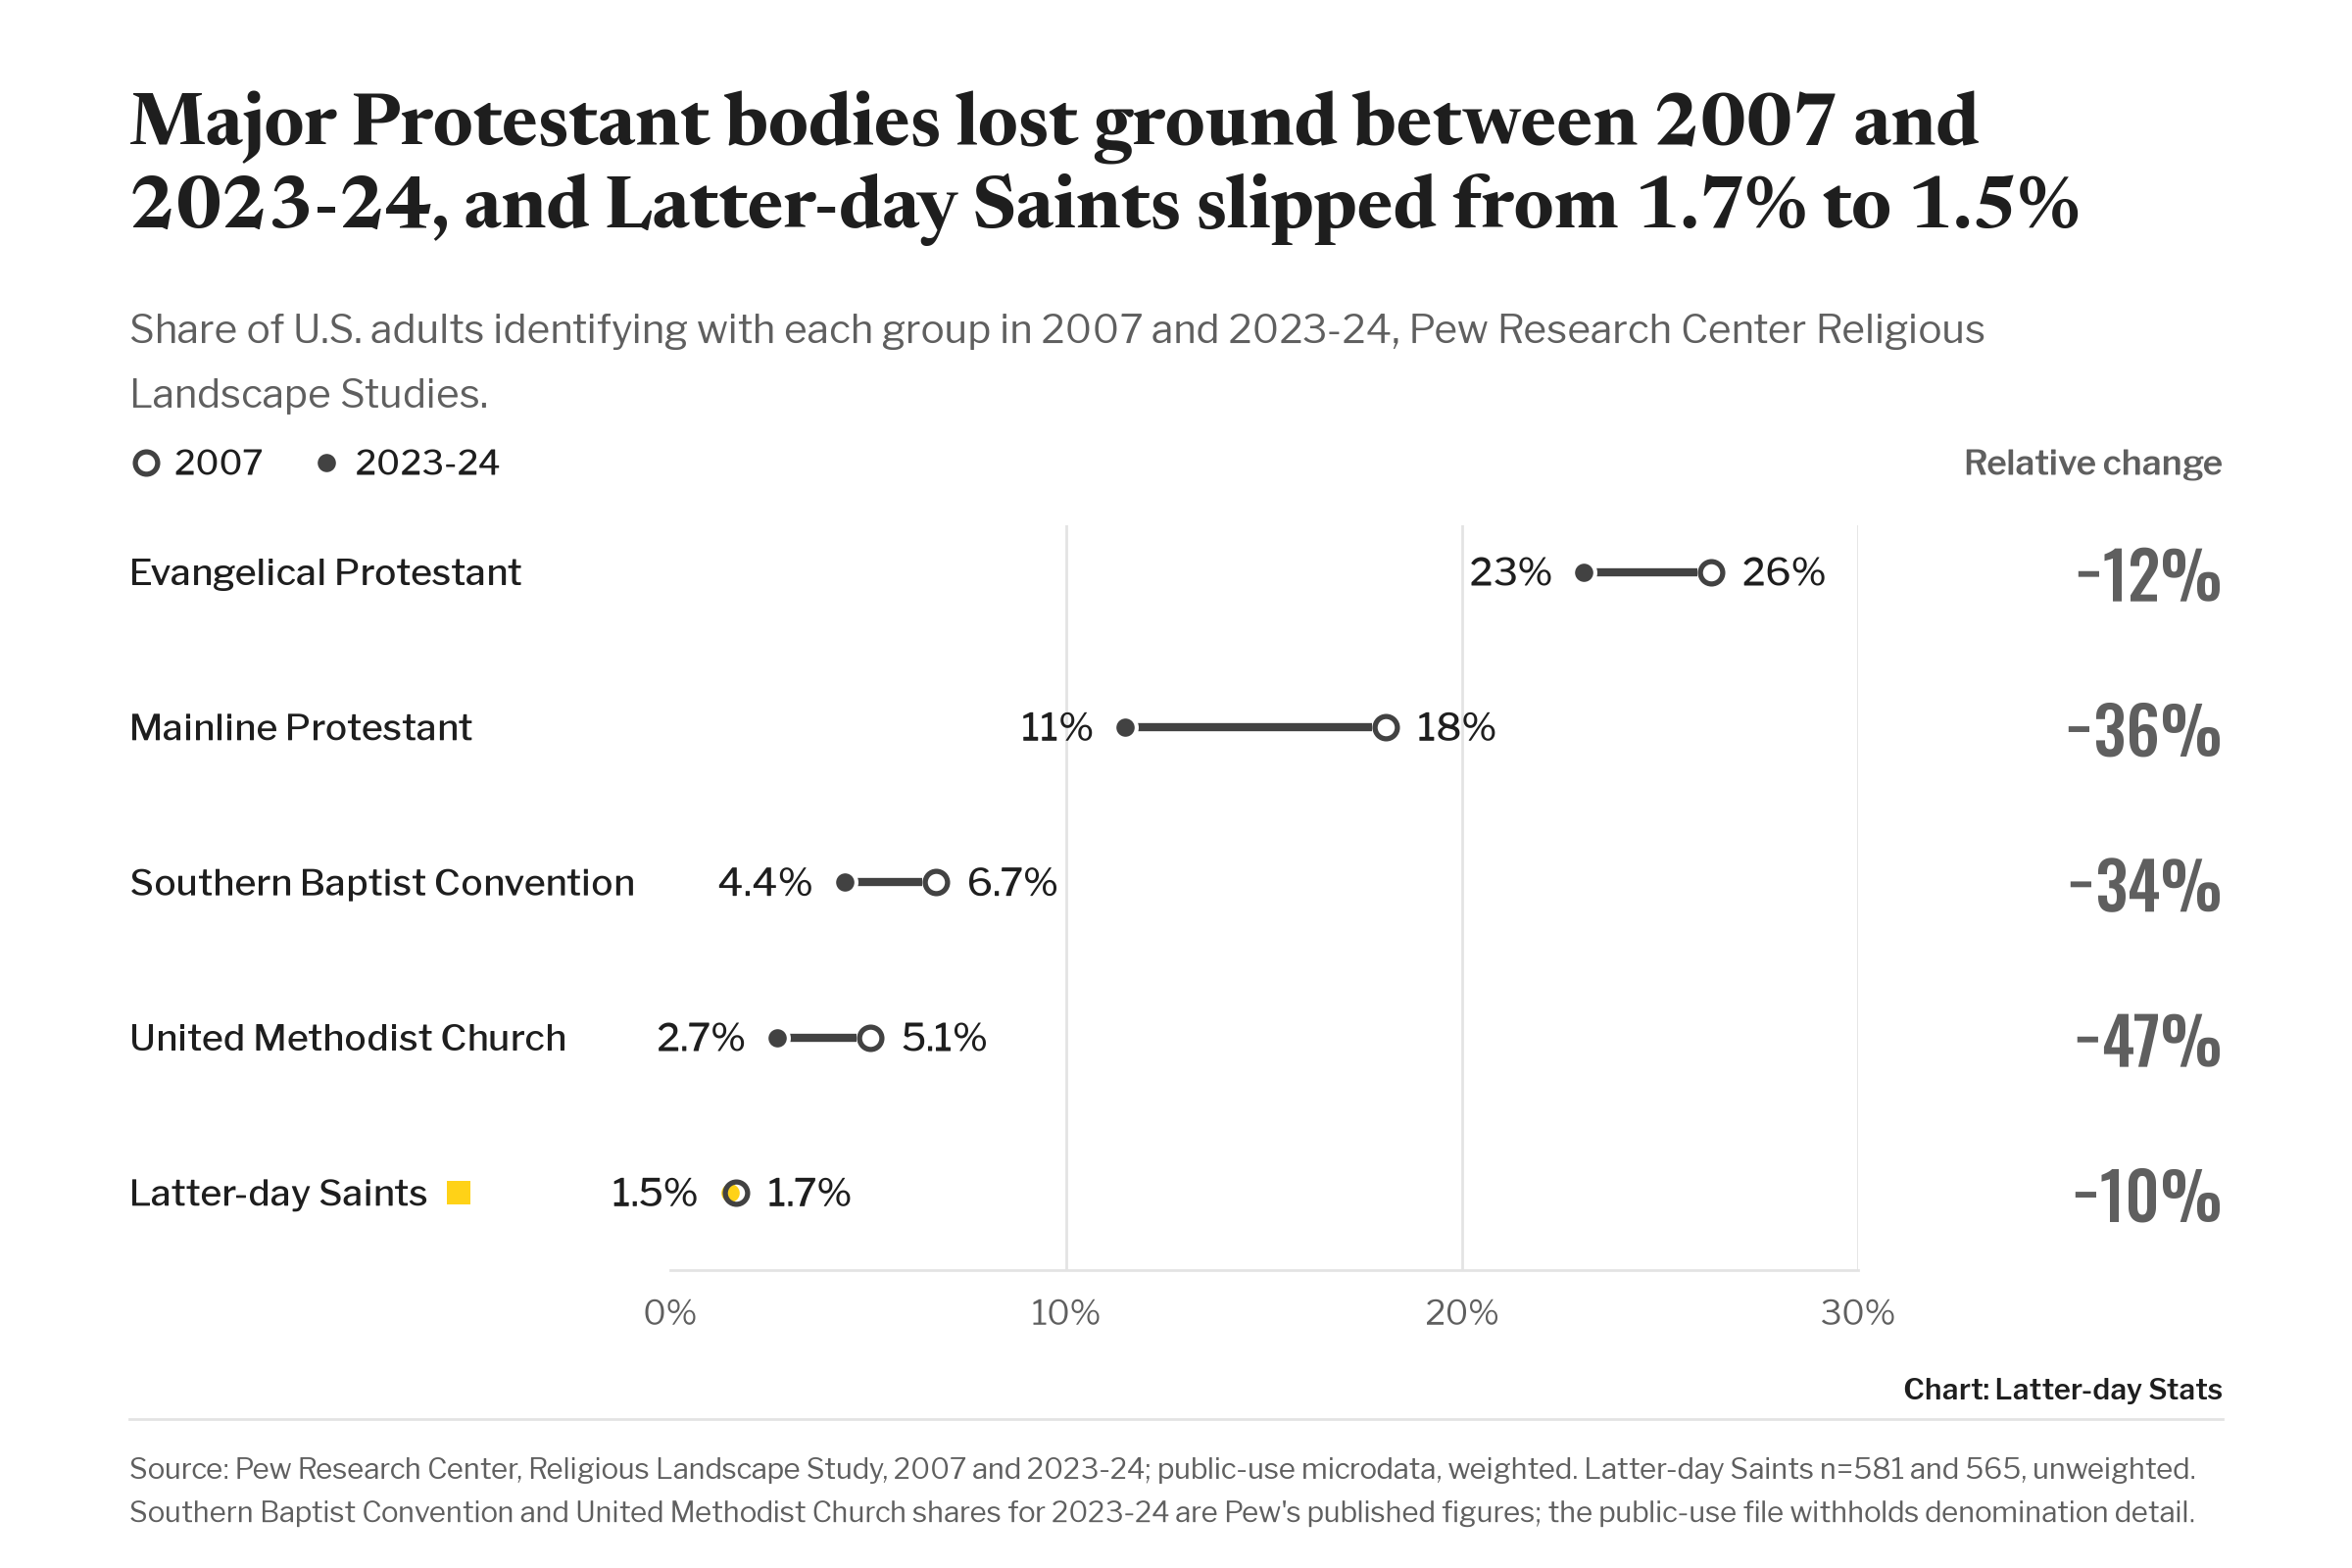 Major Protestant bodies lost ground between 2007 and
2023-24, and Latter-day Saints slipped from 1.7% to 1.5%
Share of U.S. adults identifying with each group in 2007 and 2023-24, Pew Research Center Religious
Landscape Studies.
2007 2023-24 Relative change
Evangelical Protestant 23% 26% −12%
Mainline Protestant 11% 18% −36%
Southern Baptist Convention 4.4% 6.7% −34%
United Methodist Church 2.7% 5.1% −47%
Latter-day Saints 1.5% 1.7% −10%
0% 10% 20% 30%
Chart: Latter-day Stats
Source: Pew Research Center, Religious Landscape Study, 2007 and 2023-24; public-use microdata, weighted. Latter-day Saints n=581 and 565, unweighted.
Southern Baptist Convention and United Methodist Church shares for 2023-24 are Pew's published figures; the public-use file withholds denomination detail.